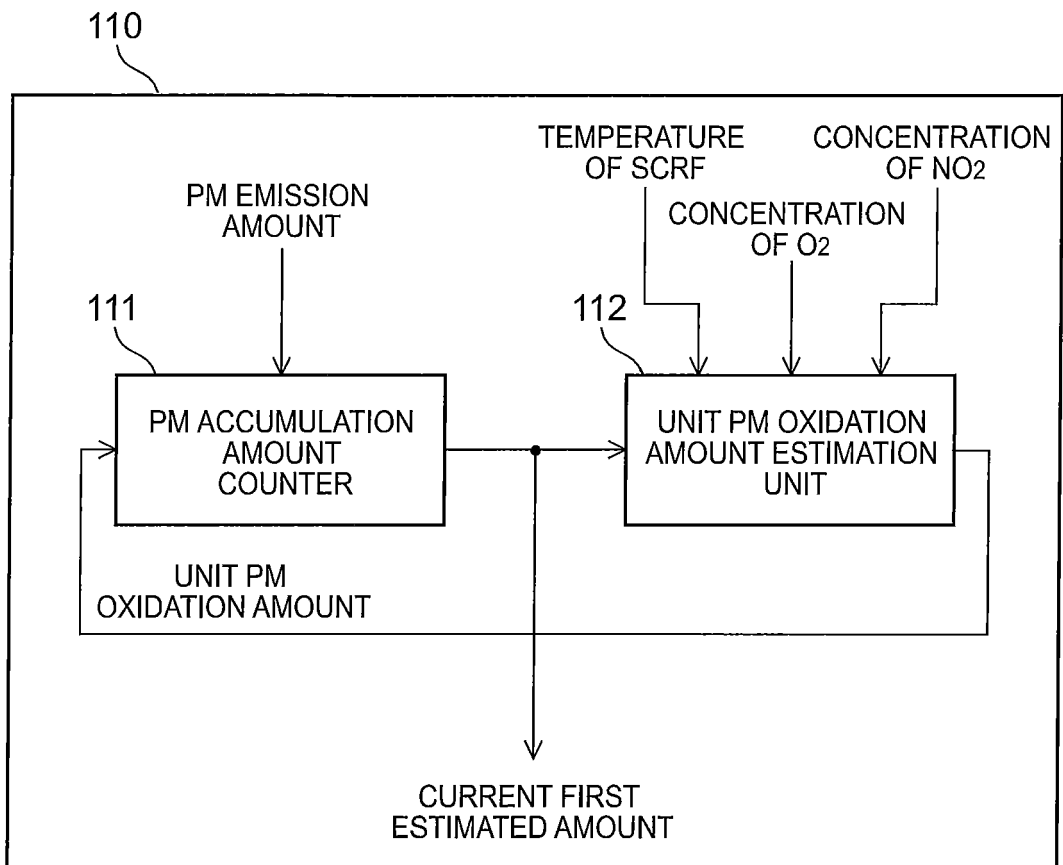 110
TEMPERATURE
OF SCRF
CONCENTRATION
OF NO2
PM EMISSION
AMOUNT
CONCENTRATION
OF O2
111
112
PM ACCUMULATION
AMOUNT
COUNTER
UNIT PM OXIDATION
AMOUNT ESTIMATION
UNIT
UNIT PM
OXIDATION AMOUNT
CURRENT FIRST
ESTIMATED AMOUNT